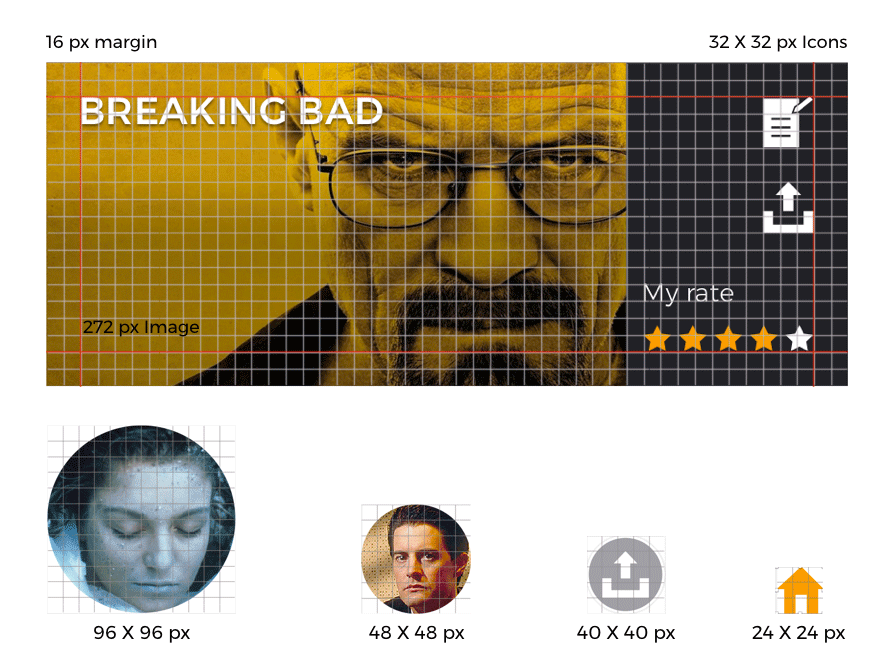 16 px margin
32 X 32 px Icons
BREAKING BAD
My rate
272 px Image
96 X 96 px
48 X 48 px
40 X 40 px
24 X 24 px